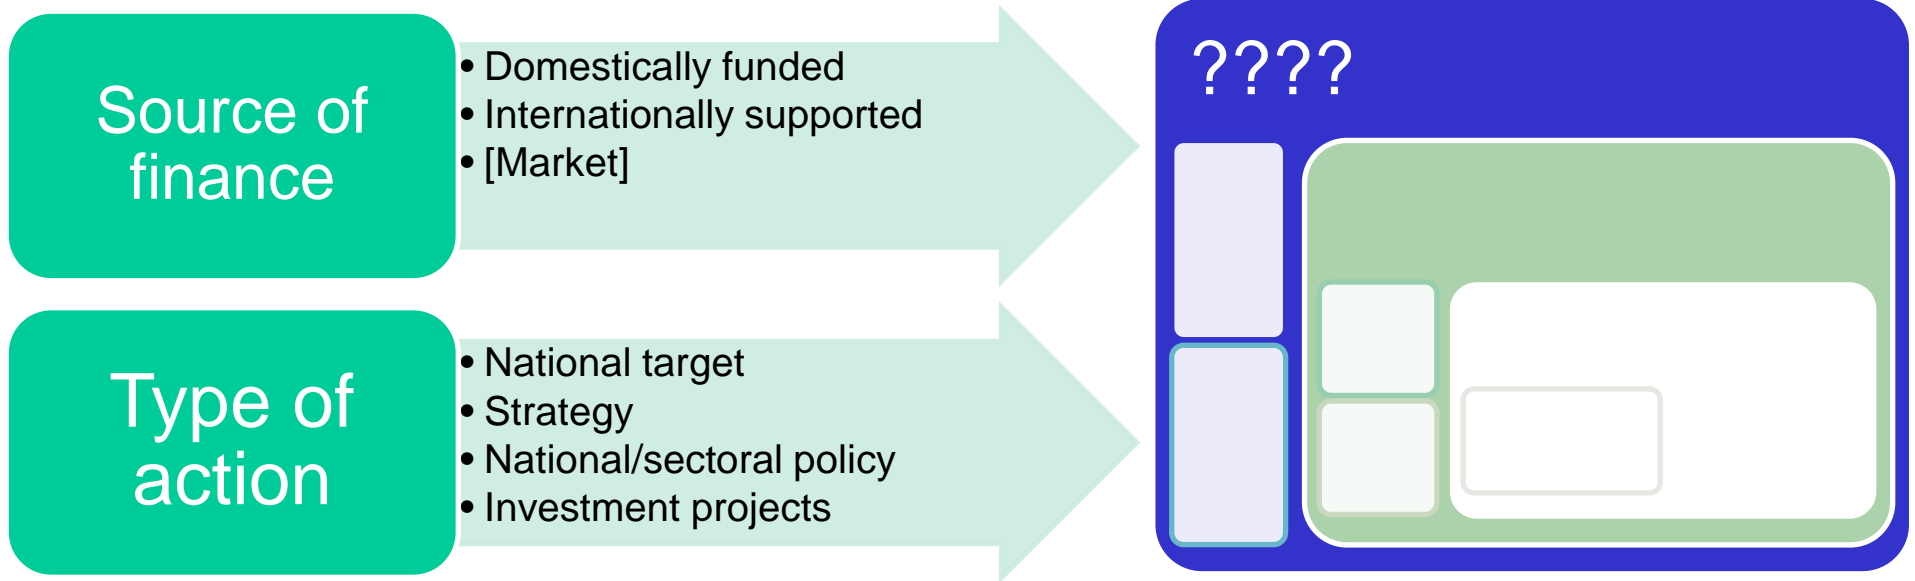 Source of
finance
• Domestically funded
• Internationally supported
• [Market]
Type of
action
• National target
• Strategy
• National/sectoral policy
• Investment projects
????